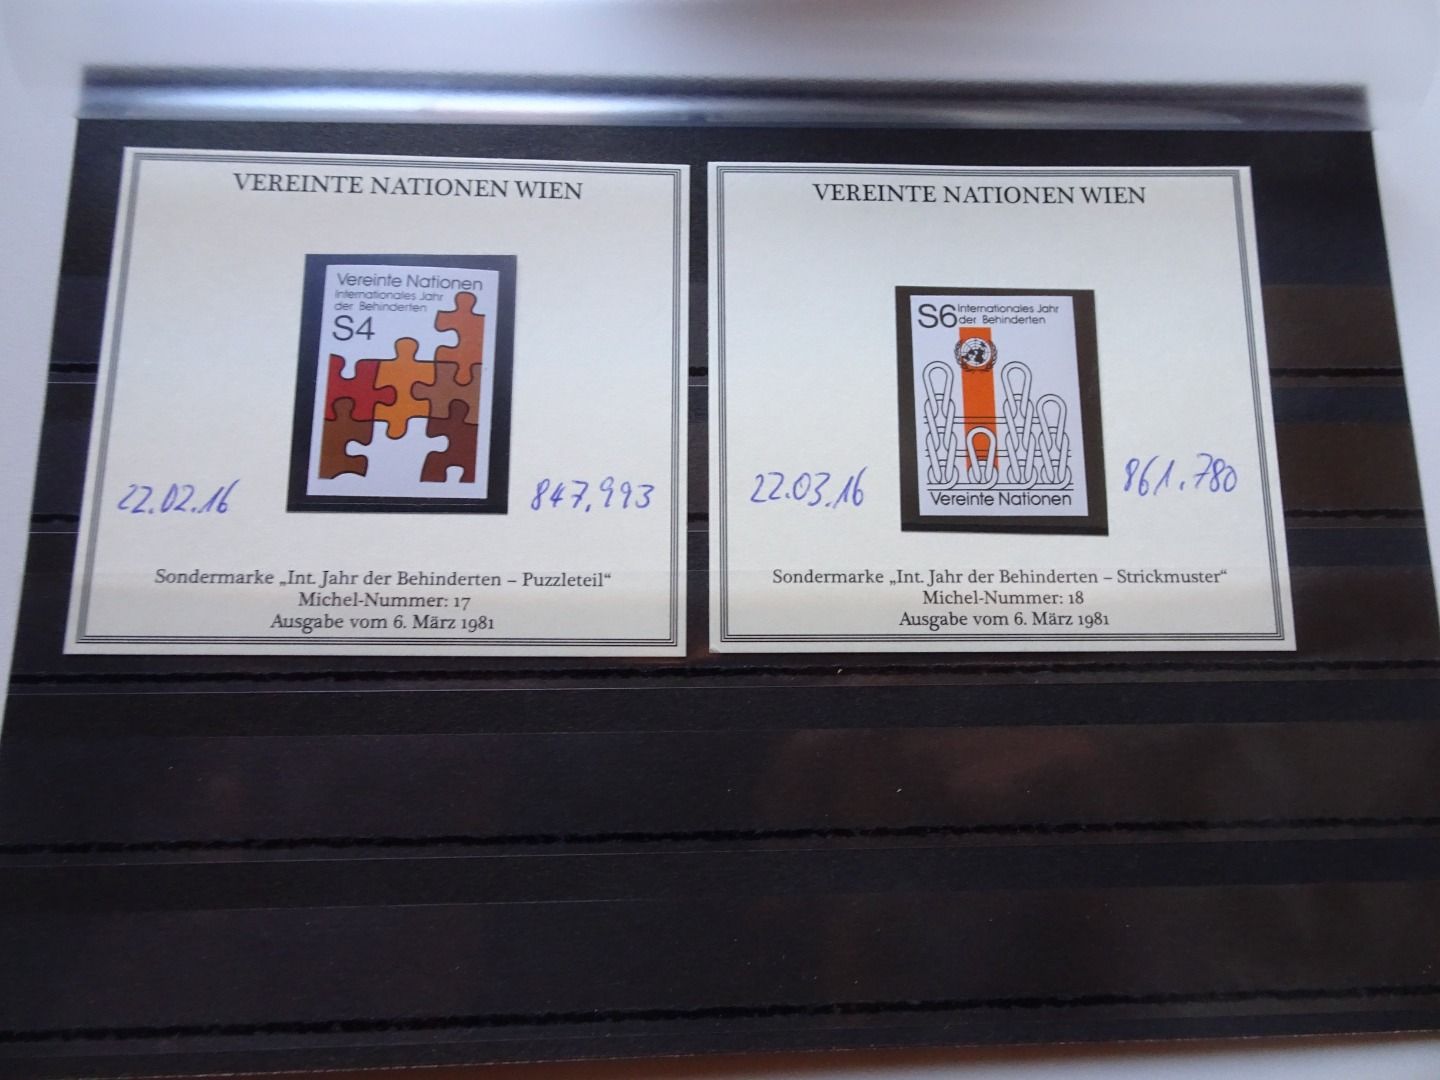 VEREINTE NATIONEN WIEN
Vereinte Nationen
Internationales Jahr
der Behinderten
S4
22.02.16
847.993
Sondermarke „Int. Jahr der Behinderten – Puzzleteil“
Michel-Nummer: 17
Ausgabe vom 6. März 1981
VEREINTE NATIONEN WIEN
S6 Internationales Jahr
der Behinderten
Vereinte Nationen
22.03.16
861.780
Sondermarke „Int. Jahr der Behinderten – Strickmuster“
Michel-Nummer: 18
Ausgabe vom 6. März 1981